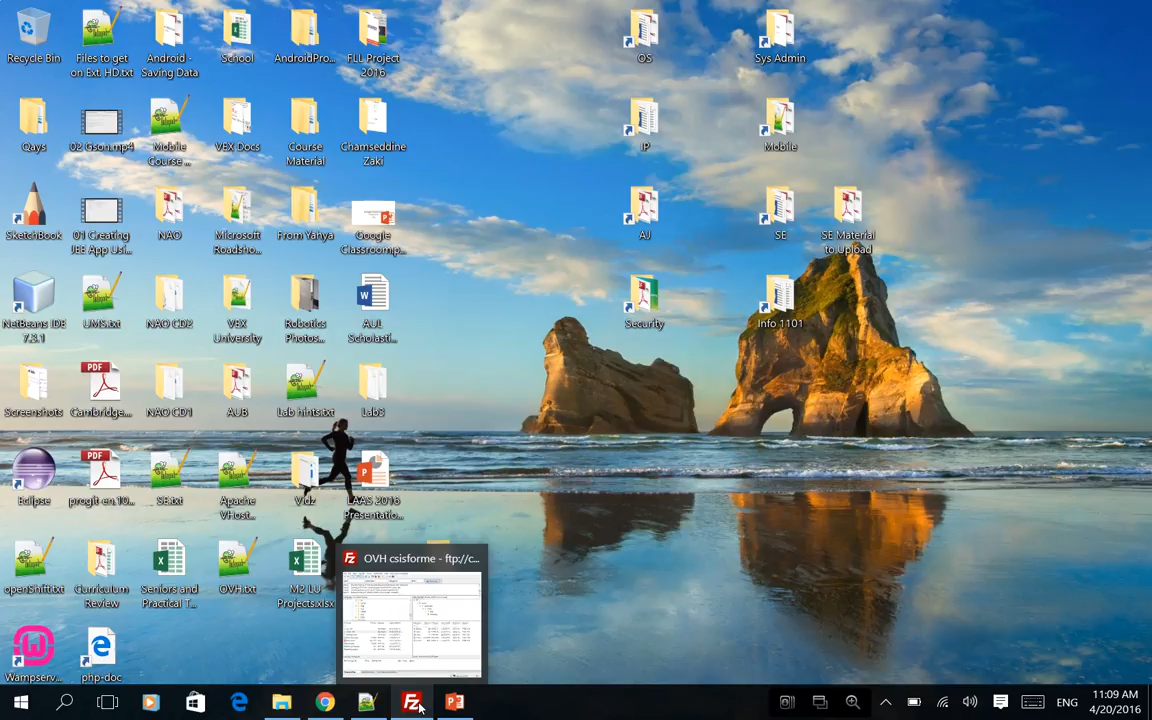 Recycle Bin
Files to get
on Ext. HD.txt
Android -
Saving Data
School
AndroidPro...
FLL Project
2016
OS
Sys Admin
Qays
02 Gson.mp4
Mobile
Course ...
VEX Docs
Course
Material
Chamseddine
Zaki
IP
Mobile
SketchBook
01 Creating
JEE App Usi...
NAO
Microsoft
Roadsho...
From Yahya
Google
Classroomp...
AJ
SE
SE Material
to Upload
NetBeans IDE
7.3.1
UMS.txt
NAO CD2
VEX
University
Robotics
Photos...
AUL
Scholasti...
Security
Info 1101
Screenshots
PDF
Cambridge...
NAO CD1
AUB
Lab hints.txt
Lab3
Eclipse
PDF
progit-en.10...
SE.txt
Apache
VHost...
Vidz
LAAS 2016
Presentatio...
OVH csisforme - ftp://c...
openShift.txt
Curriculum
Review
Seniors and
Practical T...
OVH.txt
M2 LU
Projects.xlsx
Wampserv...
php-doc
ENG
11:09 AM
4/20/2016